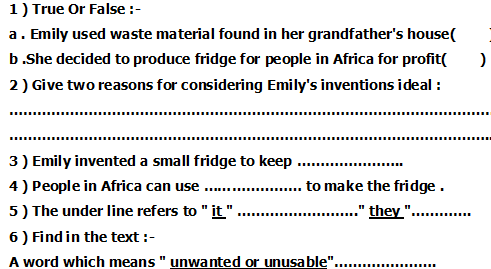 1 ) True Or False :-
a . Emily used waste material found in her grandfather's house(      )
b .She decided to produce fridge for people in Africa for profit(      )
2 ) Give two reasons for considering Emily's inventions ideal :
................................................................................................
................................................................................................
3 ) Emily invented a small fridge to keep .......................
4 ) People in Africa can use ..................... to make the fridge .
5 ) The under line refers to " it " .........................." they ".............
6 ) Find in the text :-
A word which means " unwanted or unusable"......................